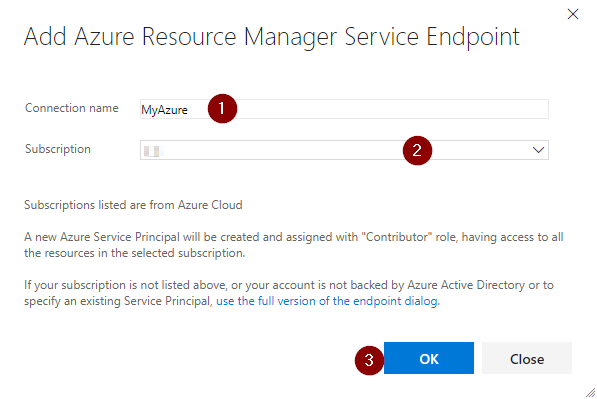 Add Azure Resource Manager Service Endpoint
Connection name MyAzure 1
Subscription 2
Subscriptions listed are from Azure Cloud
A new Azure Service Principal will be created and assigned with "Contributor" role, having access to all
the resources in the selected subscription.
If your subscription is not listed above, or your account is not backed by Azure Active Directory or to
specify an existing Service Principal, use the full version of the endpoint dialog.
3 OK Close